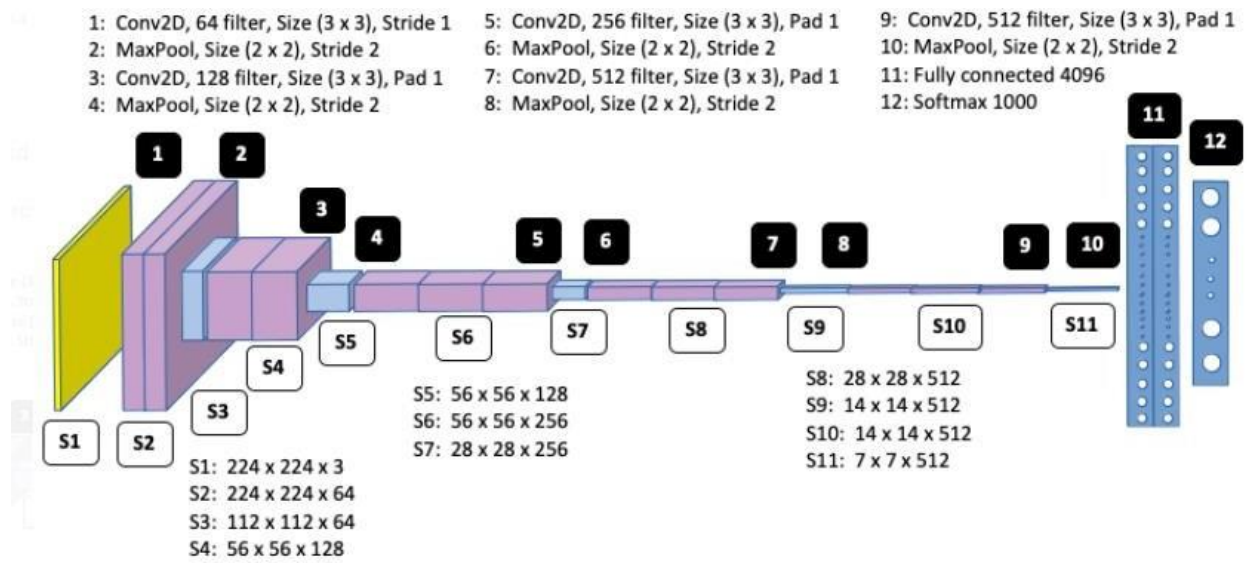 1: Conv2D, 64 filter, Size (3 x 3), Stride 1
2: MaxPool, Size (2 x 2), Stride 2
3: Conv2D, 128 filter, Size (3 x 3), Pad 1
4: MaxPool, Size (2 x 2), Stride 2
5: Conv2D, 256 filter, Size (3 x 3), Pad 1
6: MaxPool, Size (2 x 2), Stride 2
7: Conv2D, 512 filter, Size (3 x 3), Pad 1
8: MaxPool, Size (2 x 2), Stride 2
9: Conv2D, 512 filter, Size (3 x 3), Pad 1
10: MaxPool, Size (2 x 2), Stride 2
11: Fully connected 4096
12: Softmax 1000
1
2
3
4
5
6
7
8
9
10
11
12
S1
S2
S3
S4
S5
S6
S7
S8
S9
S10
S11
S1: 224 x 224 x 3
S2: 224 x 224 x 64
S3: 112 x 112 x 64
S4: 56 x 56 x 128
S5: 56 x 56 x 128
S6: 56 x 56 x 256
S7: 28 x 28 x 256
S8: 28 x 28 x 512
S9: 14 x 14 x 512
S10: 14 x 14 x 512
S11: 7 x 7 x 512